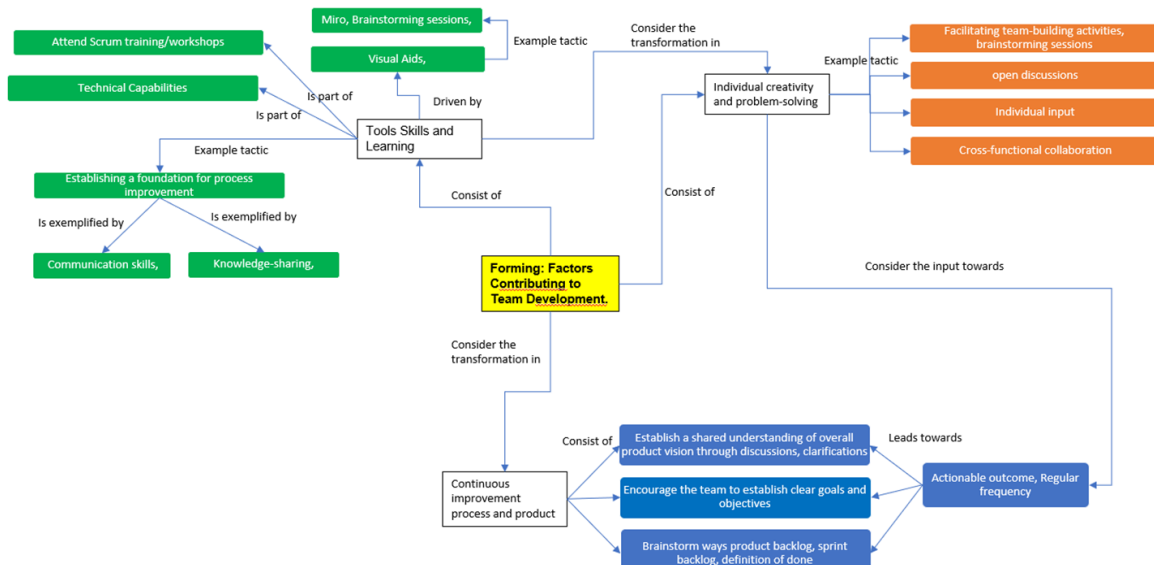 Miro, Brainstorming sessions,
Attend Scrum training/workshops
Example tactic
Visual Aids,
Technical Capabilities
Is part of
Driven by
Is part of
Tools Skills and
Learning
Example tactic
Establishing a foundation for process
improvement
Is exemplified by
Is exemplified by
Communication skills,
Knowledge-sharing,
Consist of
Consider the
transformation in
Individual creativity
and problem-solving
Example tactic
Facilitating team-building activities,
brainstorming sessions
open discussions
Individual input
Cross-functional collaboration
Consist of
Forming: Factors
Contributing to
Team Development.
Consider the input towards
Consider the
transformation in
Continuous
improvement
process and product
Consist of
Establish a shared understanding of overall
product vision through discussions, clarifications
Encourage the team to establish clear goals and
objectives
Brainstorm ways product backlog, sprint
backlog, definition of done
Leads towards
Actionable outcome, Regular
frequency